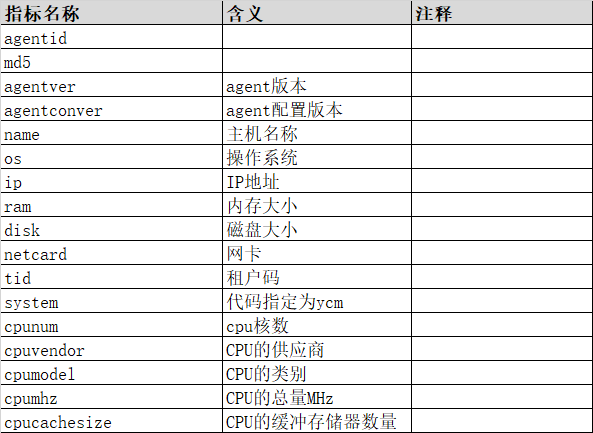 指标名称 含义 注释
agentid
md5
agentver agent版本
agentconver agent配置版本
name 主机名称
os 操作系统
ip IP地址
ram 内存大小
disk 磁盘大小
netcard 网卡
tid 租户码
system 代码指定为ycm
cpunum cpu核数
cpuvendor CPU的供应商
cpumodel CPU的类别
cpumhz CPU的总量MHz
cpucachesize CPU的缓冲存储器数量